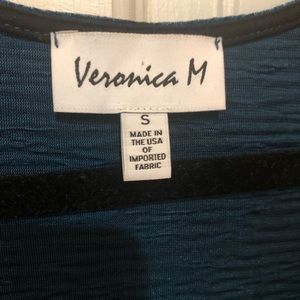 Veronica M
S
MADE IN
THE USA
OF
IMPORTED
FABRIC